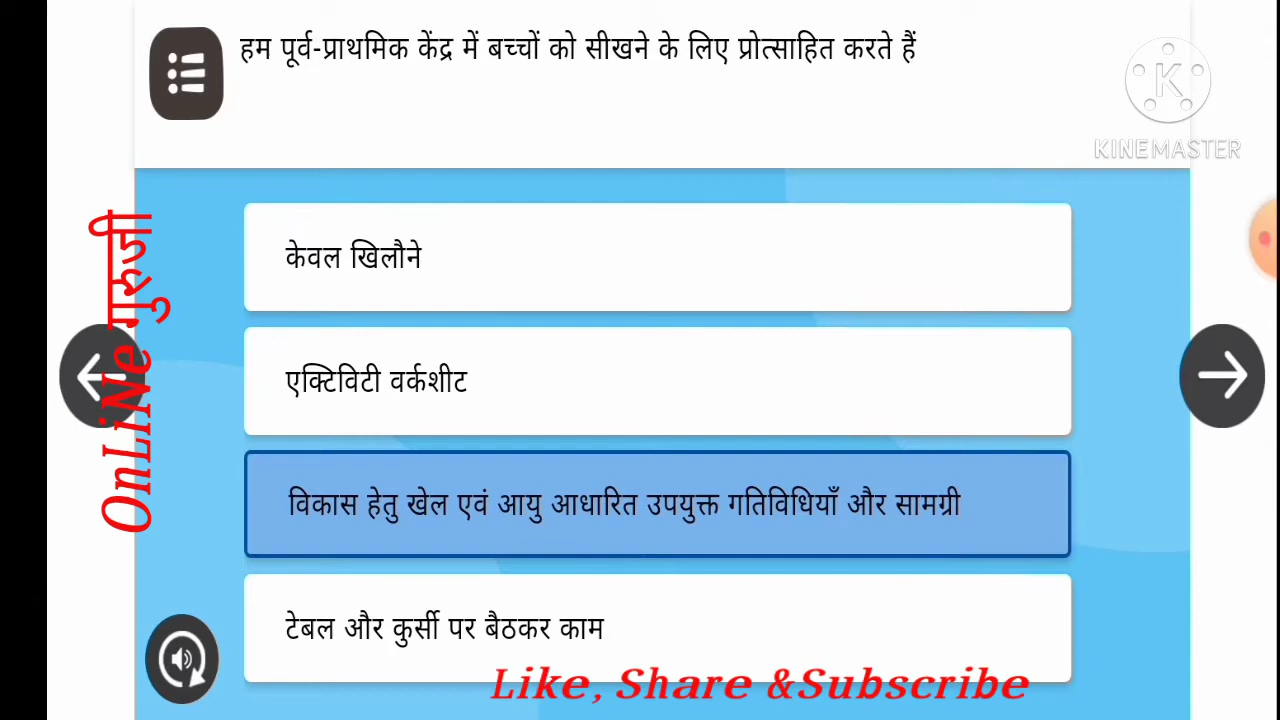 हम पूर्व-प्राथमिक केंद्र में बच्चों को सीखने के लिए प्रोत्साहित करते हैं
K
KINEMASTER
केवल खिलौने
एक्टिविटी वर्कशीट
विकास हेतु खेल एवं आयु आधारित उपयुक्त गतिविधियाँ और सामग्री
टेबल और कुर्सी पर बैठकर काम
OnLiNe गुरुजी
Like, Share &Subscribe